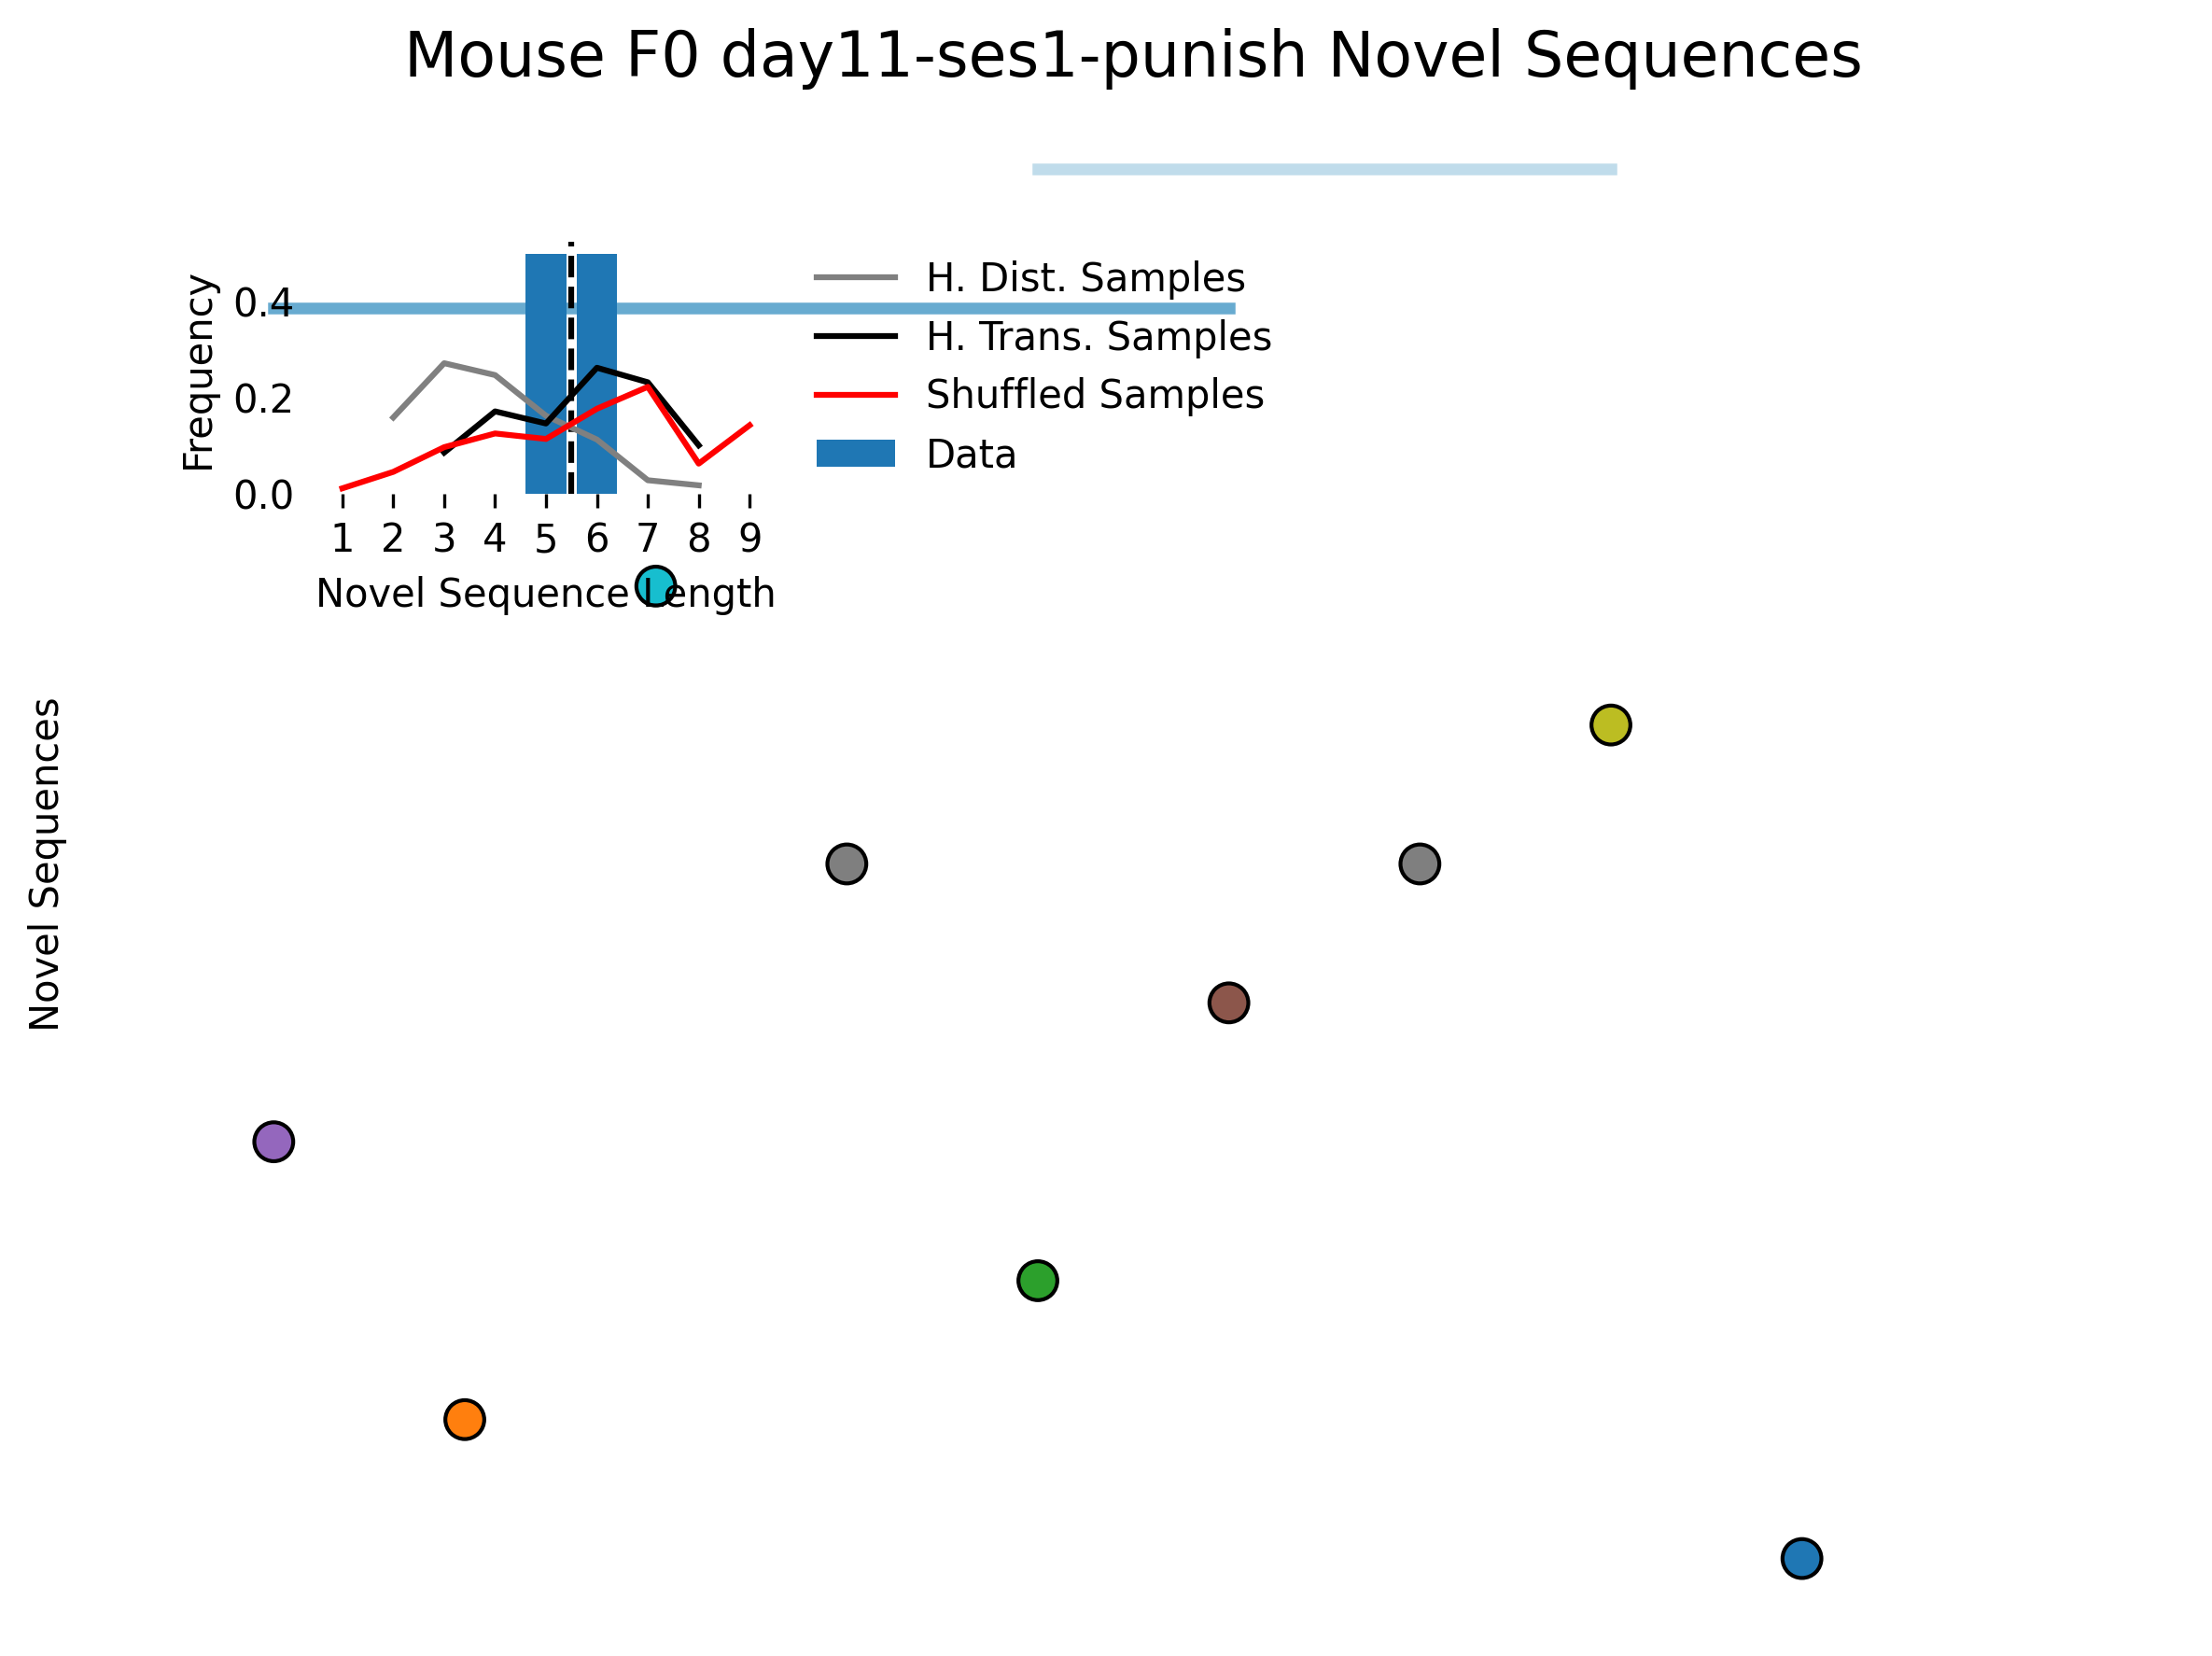 Mouse F0 day11-ses1-punish Novel Sequences
Frequency
0.4
0.2
0.0
1 2 3 4 5 6 7 8 9
Novel Sequence Length
H. Dist. Samples
H. Trans. Samples
Shuffled Samples
Data
Novel Sequences